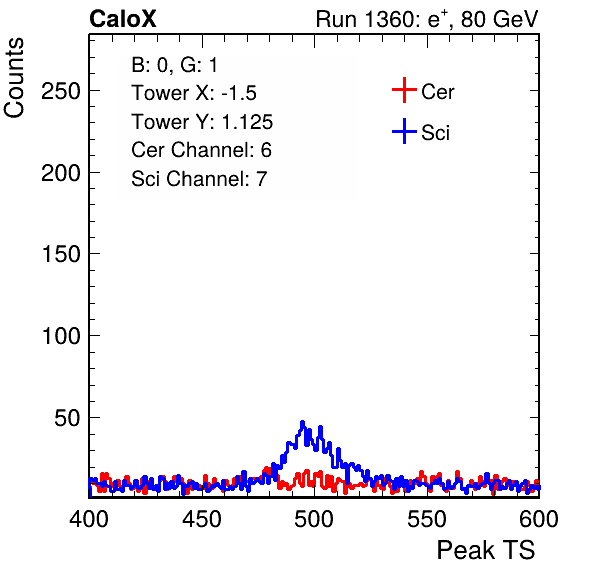 CaloX Run 1360: e⁺, 80 GeV
Counts
B: 0, G: 1
Tower X: -1.5
Tower Y: 1.125
Cer Channel: 6
Sci Channel: 7
Cer
Sci
250
200
150
100
50
400 450 500 550 600
Peak TS